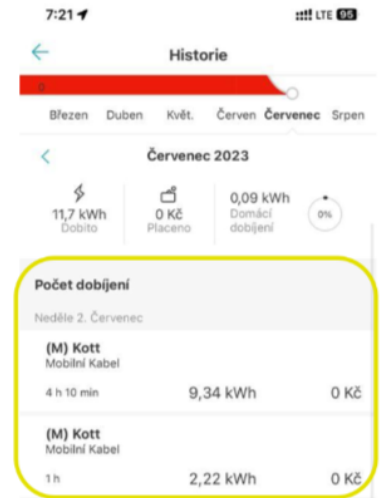 7:21 LTE 95
Historie
0
Březen Duben Květ. Červen Červenec Srpen
Červenec 2023
11,7 kWh
Dobito
0 Kč
Placeno
0,09 kWh
Domácí
dobíjení
0%
Počet dobíjení
Neděle 2. Červenec
(M) Kott
Mobilní Kabel
4 h 10 min 9,34 kWh 0 Kč
(M) Kott
Mobilní Kabel
1 h 2,22 kWh 0 Kč